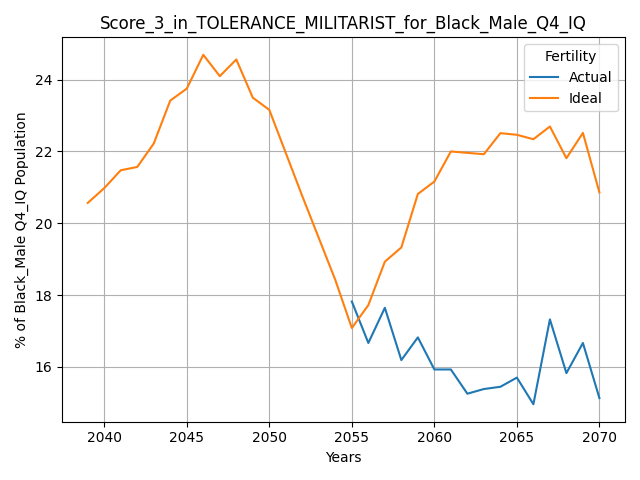 Score_3_in_TOLERANCE_MILITARIST_for_Black_Male_Q4_IQ
Fertility
Actual
Ideal
% of Black_Male Q4_IQ Population
24
22
20
18
16
2040 2045 2050 2055 2060 2065 2070
Years